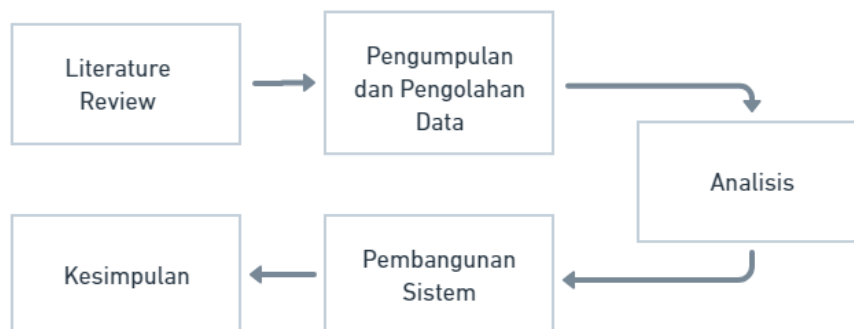 Literature
Review
Pengumpulan
dan Pengolahan
Data
Analisis
Pembangunan
Sistem
Kesimpulan